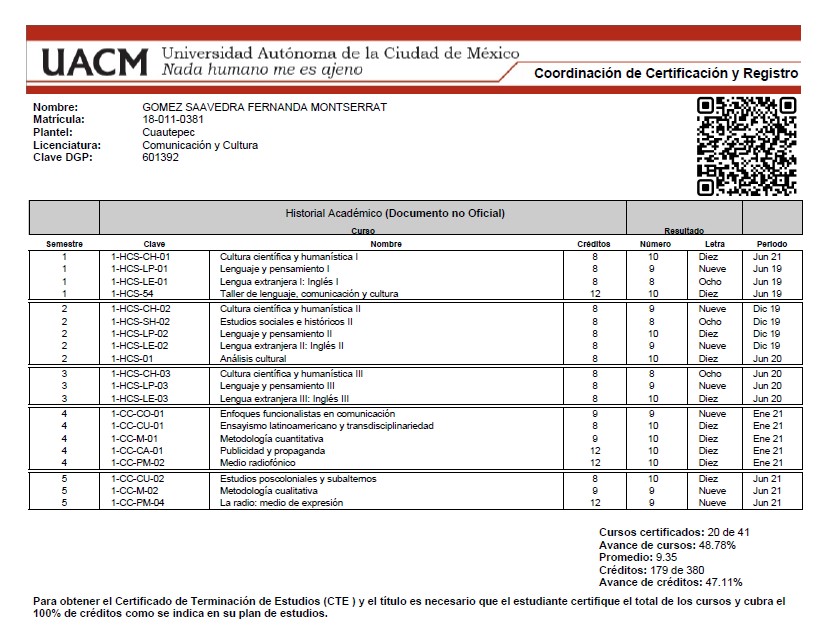 UACM Universidad Autónoma de la Ciudad de México
Nada humano me es ajeno
Coordinación de Certificación y Registro
Nombre: GOMEZ SAAVEDRA FERNANDA MONTSERRAT
Matrícula: 18-011-0381
Plantel: Cuautepec
Licenciatura: Comunicación y Cultura
Clave DGP: 601392
Historial Académico (Documento no Oficial)
Curso Resultado
Semestre Clave Nombre Créditos Número Letra Periodo
1 1-HCS-CH-01 Cultura científica y humanística I 8 10 Diez Jun 21
1 1-HCS-LP-01 Lenguaje y pensamiento I 8 9 Nueve Jun 19
1 1-HCS-LE-01 Lengua extranjera I: Inglés I 8 8 Ocho Jun 19
1 1-HCS-54 Taller de lenguaje, comunicación y cultura 12 10 Diez Jun 19
2 1-HCS-CH-02 Cultura científica y humanística II 8 9 Nueve Dic 19
2 1-HCS-SH-02 Estudios sociales e históricos II 8 8 Ocho Dic 19
2 1-HCS-LP-02 Lenguaje y pensamiento II 8 10 Diez Dic 19
2 1-HCS-LE-02 Lengua extranjera II: Inglés II 8 9 Nueve Dic 19
2 1-HCS-01 Análisis cultural 8 10 Diez Jun 20
3 1-HCS-CH-03 Cultura científica y humanística III 8 8 Ocho Jun 20
3 1-HCS-LP-03 Lenguaje y pensamiento III 8 9 Nueve Jun 20
3 1-HCS-LE-03 Lengua extranjera III: Inglés III 8 10 Diez Jun 20
4 1-CC-CO-01 Enfoques funcionalistas en comunicación 9 9 Nueve Ene 21
4 1-CC-CU-01 Ensayismo latinoamericano y transdisciplinariedad 8 10 Diez Ene 21
4 1-CC-M-01 Metodología cuantitativa 9 10 Diez Ene 21
4 1-CC-CA-01 Publicidad y propaganda 12 10 Diez Ene 21
4 1-CC-PM-02 Medio radiofónico 12 10 Diez Ene 21
5 1-CC-CU-02 Estudios poscoloniales y subalternos 8 10 Diez Jun 21
5 1-CC-M-02 Metodología cualitativa 9 9 Nueve Jun 21
5 1-CC-PM-04 La radio: medio de expresión 12 9 Nueve Jun 21
Cursos certificados: 20 de 41
Avance de cursos: 48.78%
Promedio: 9.35
Créditos: 179 de 380
Avance de créditos: 47.11%
Para obtener el Certificado de Terminación de Estudios (CTE ) y el título es necesario que el estudiante certifique el total de los cursos y cubra el
100% de créditos como se indica en su plan de estudios.